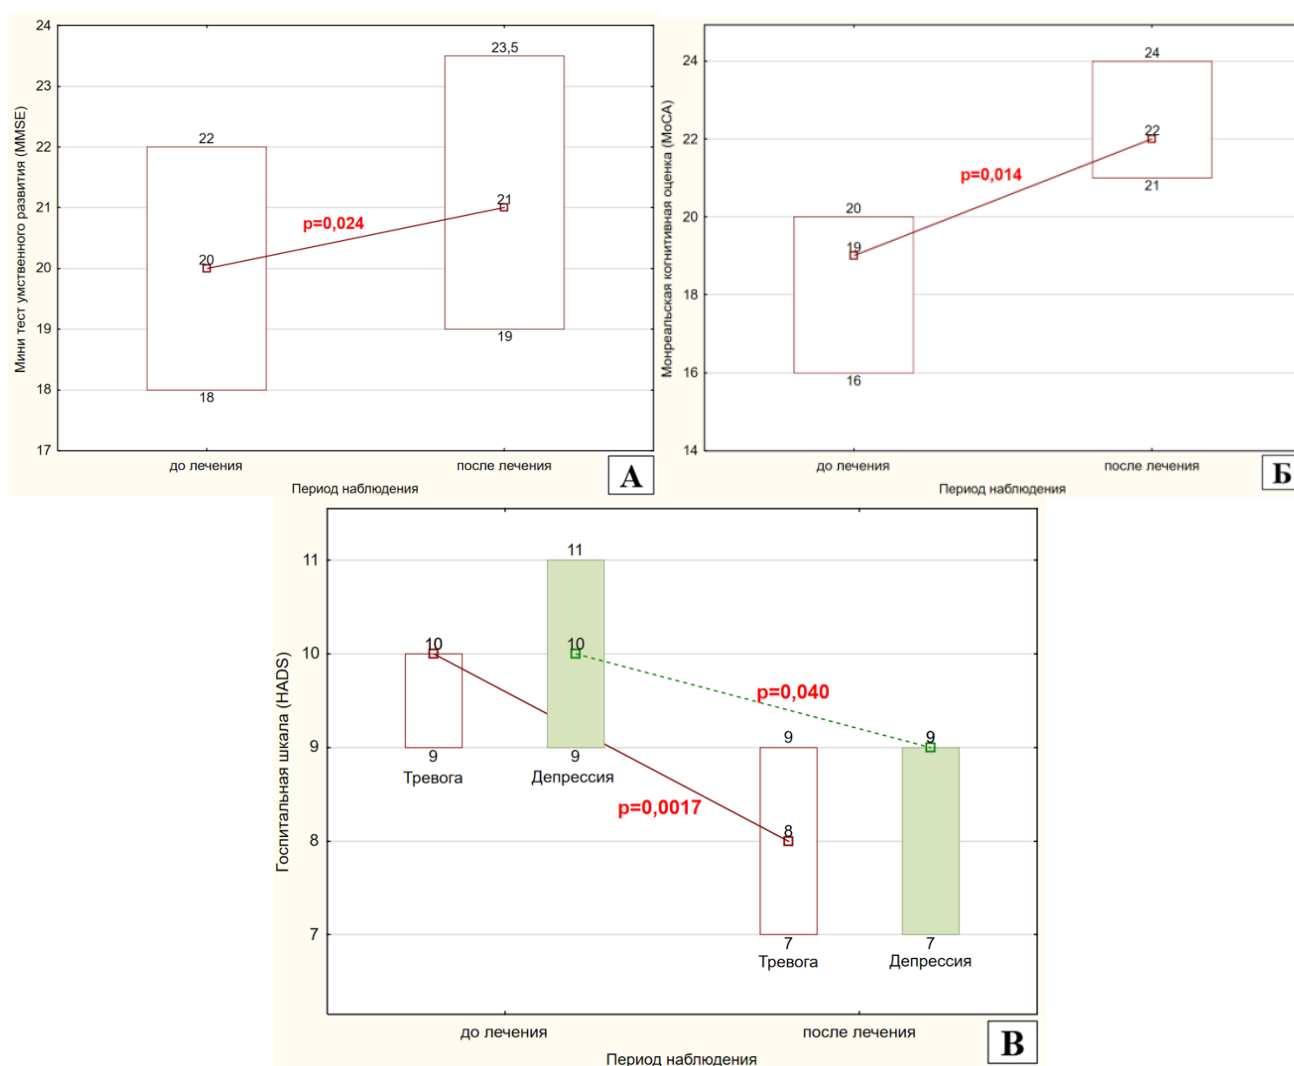 Мини тест умственного развития (MMSE)
24
23
22
21
20
19
18
17
22
20
18
p=0,024
23,5
21
19
до лечения
после лечения
Период наблюдения
А
Монреальская когнитивная оценка (MoCA)
24
22
20
18
16
14
20
19
16
p=0,014
24
22
21
до лечения
после лечения
Период наблюдения
Б
Госпитальная шкала (HADS)
11
10
9
8
7
10
9
Тревога
11
10
9
Депрессия
p=0,040
p=0,0017
9
8
7
Тревога
9
7
Депрессия
до лечения
после лечения
Период наблюдения
В